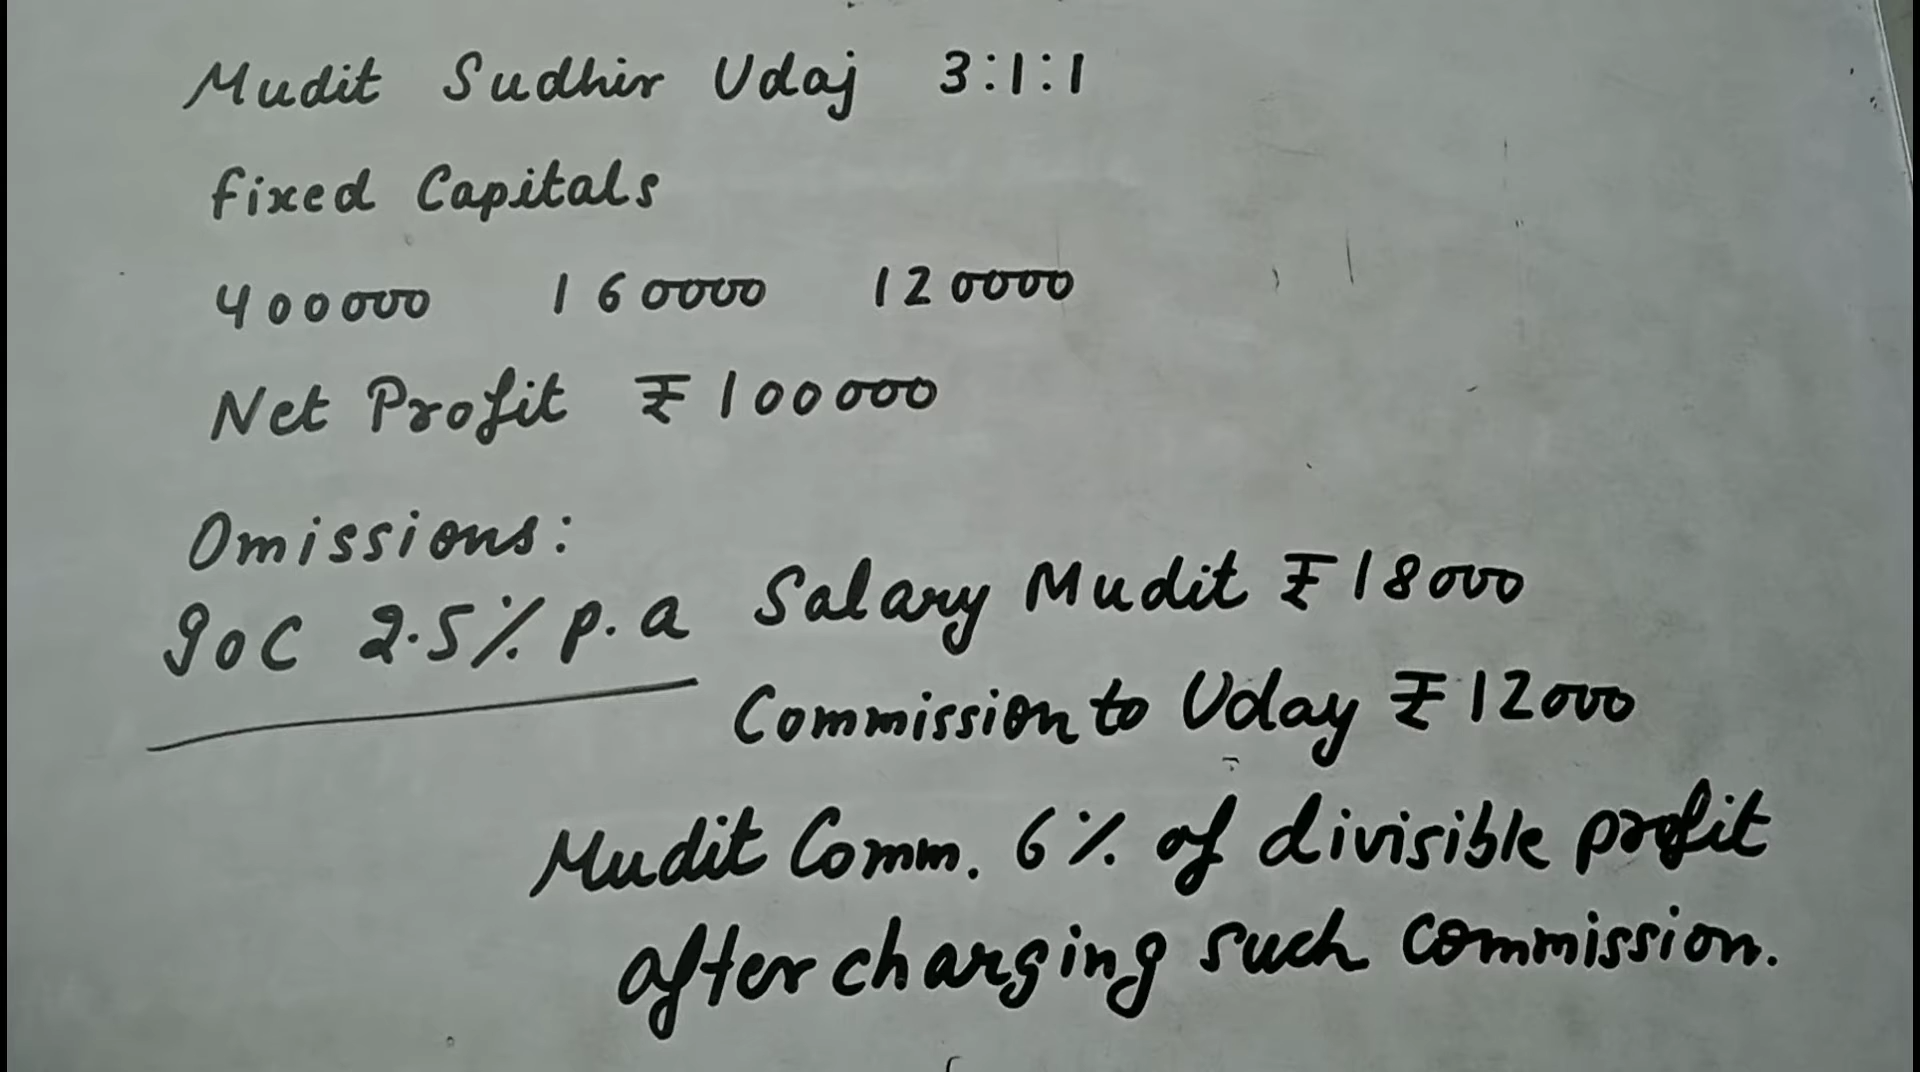 Mudit Sudhir Udaj 3:1:1
fixed Capitals
400000 160000 120000
Net Profit ₹100000
Omissions:
IOC 2.5% p.a
Salary Mudit ₹18000
Commission to Uday ₹12000
Mudit Comm. 6% of divisible profit
after charging such commission.